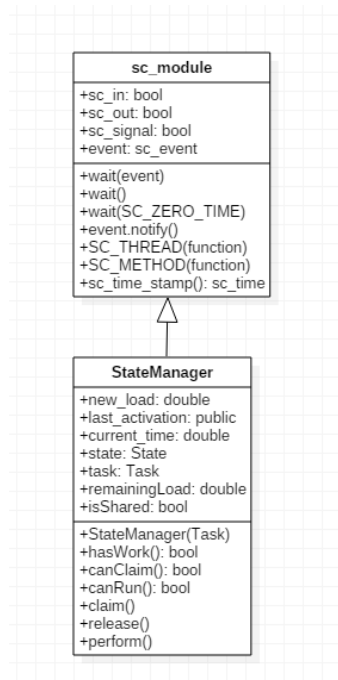 sc_module
+sc_in: bool
+sc_out: bool
+sc_signal: bool
+event: sc_event
+wait(event)
+wait()
+wait(SC_ZERO_TIME)
+event.notify()
+SC_THREAD(function)
+SC_METHOD(function)
+sc_time_stamp(): sc_time
StateManager
+new_load: double
+last_activation: public
+current_time: double
+state: State
+task: Task
+remainingLoad: double
+isShared: bool
+StateManager(Task)
+hasWork(): bool
+canClaim(): bool
+canRun(): bool
+claim()
+release()
+perform()